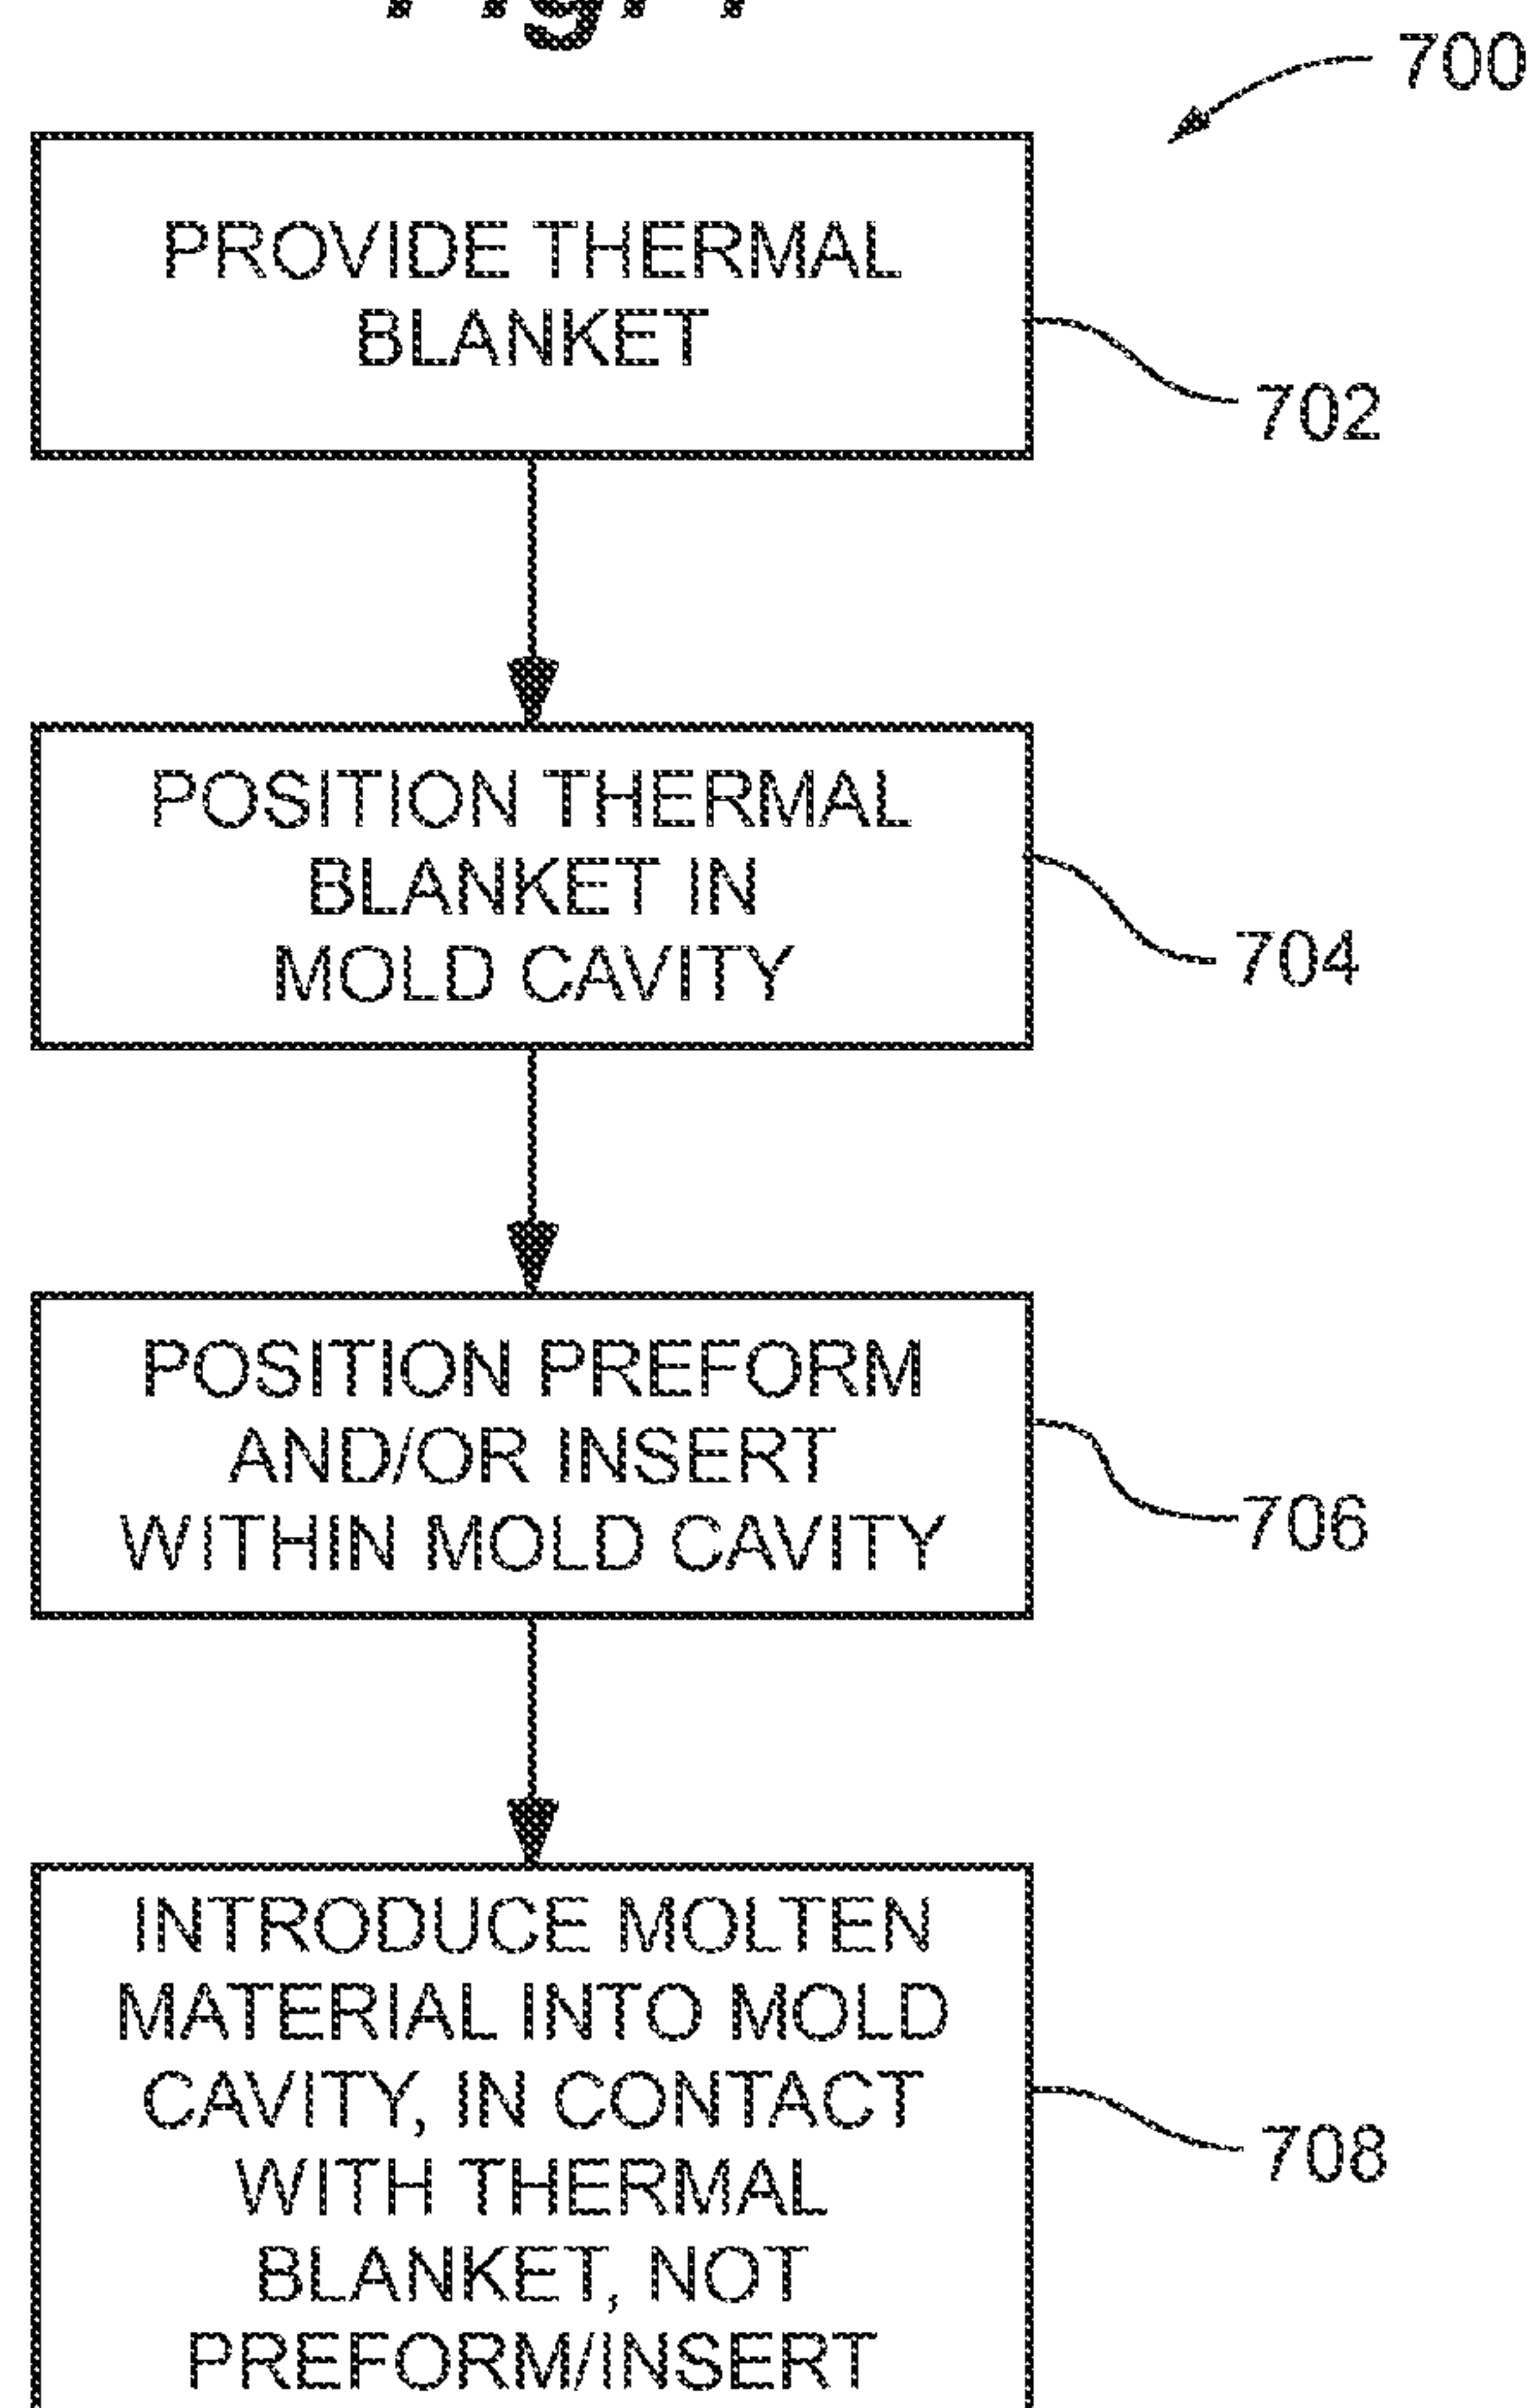 700
PROVIDE THERMAL
BLANKET
702
POSITION THERMAL
BLANKET IN
MOLD CAVITY
704
POSITION PREFORM
AND/OR INSERT
WITHIN MOLD CAVITY
706
INTRODUCE MOLTEN
MATERIAL INTO MOLD
CAVITY, IN CONTACT
WITH THERMAL
BLANKET, NOT
PREFORM/INSERT
708